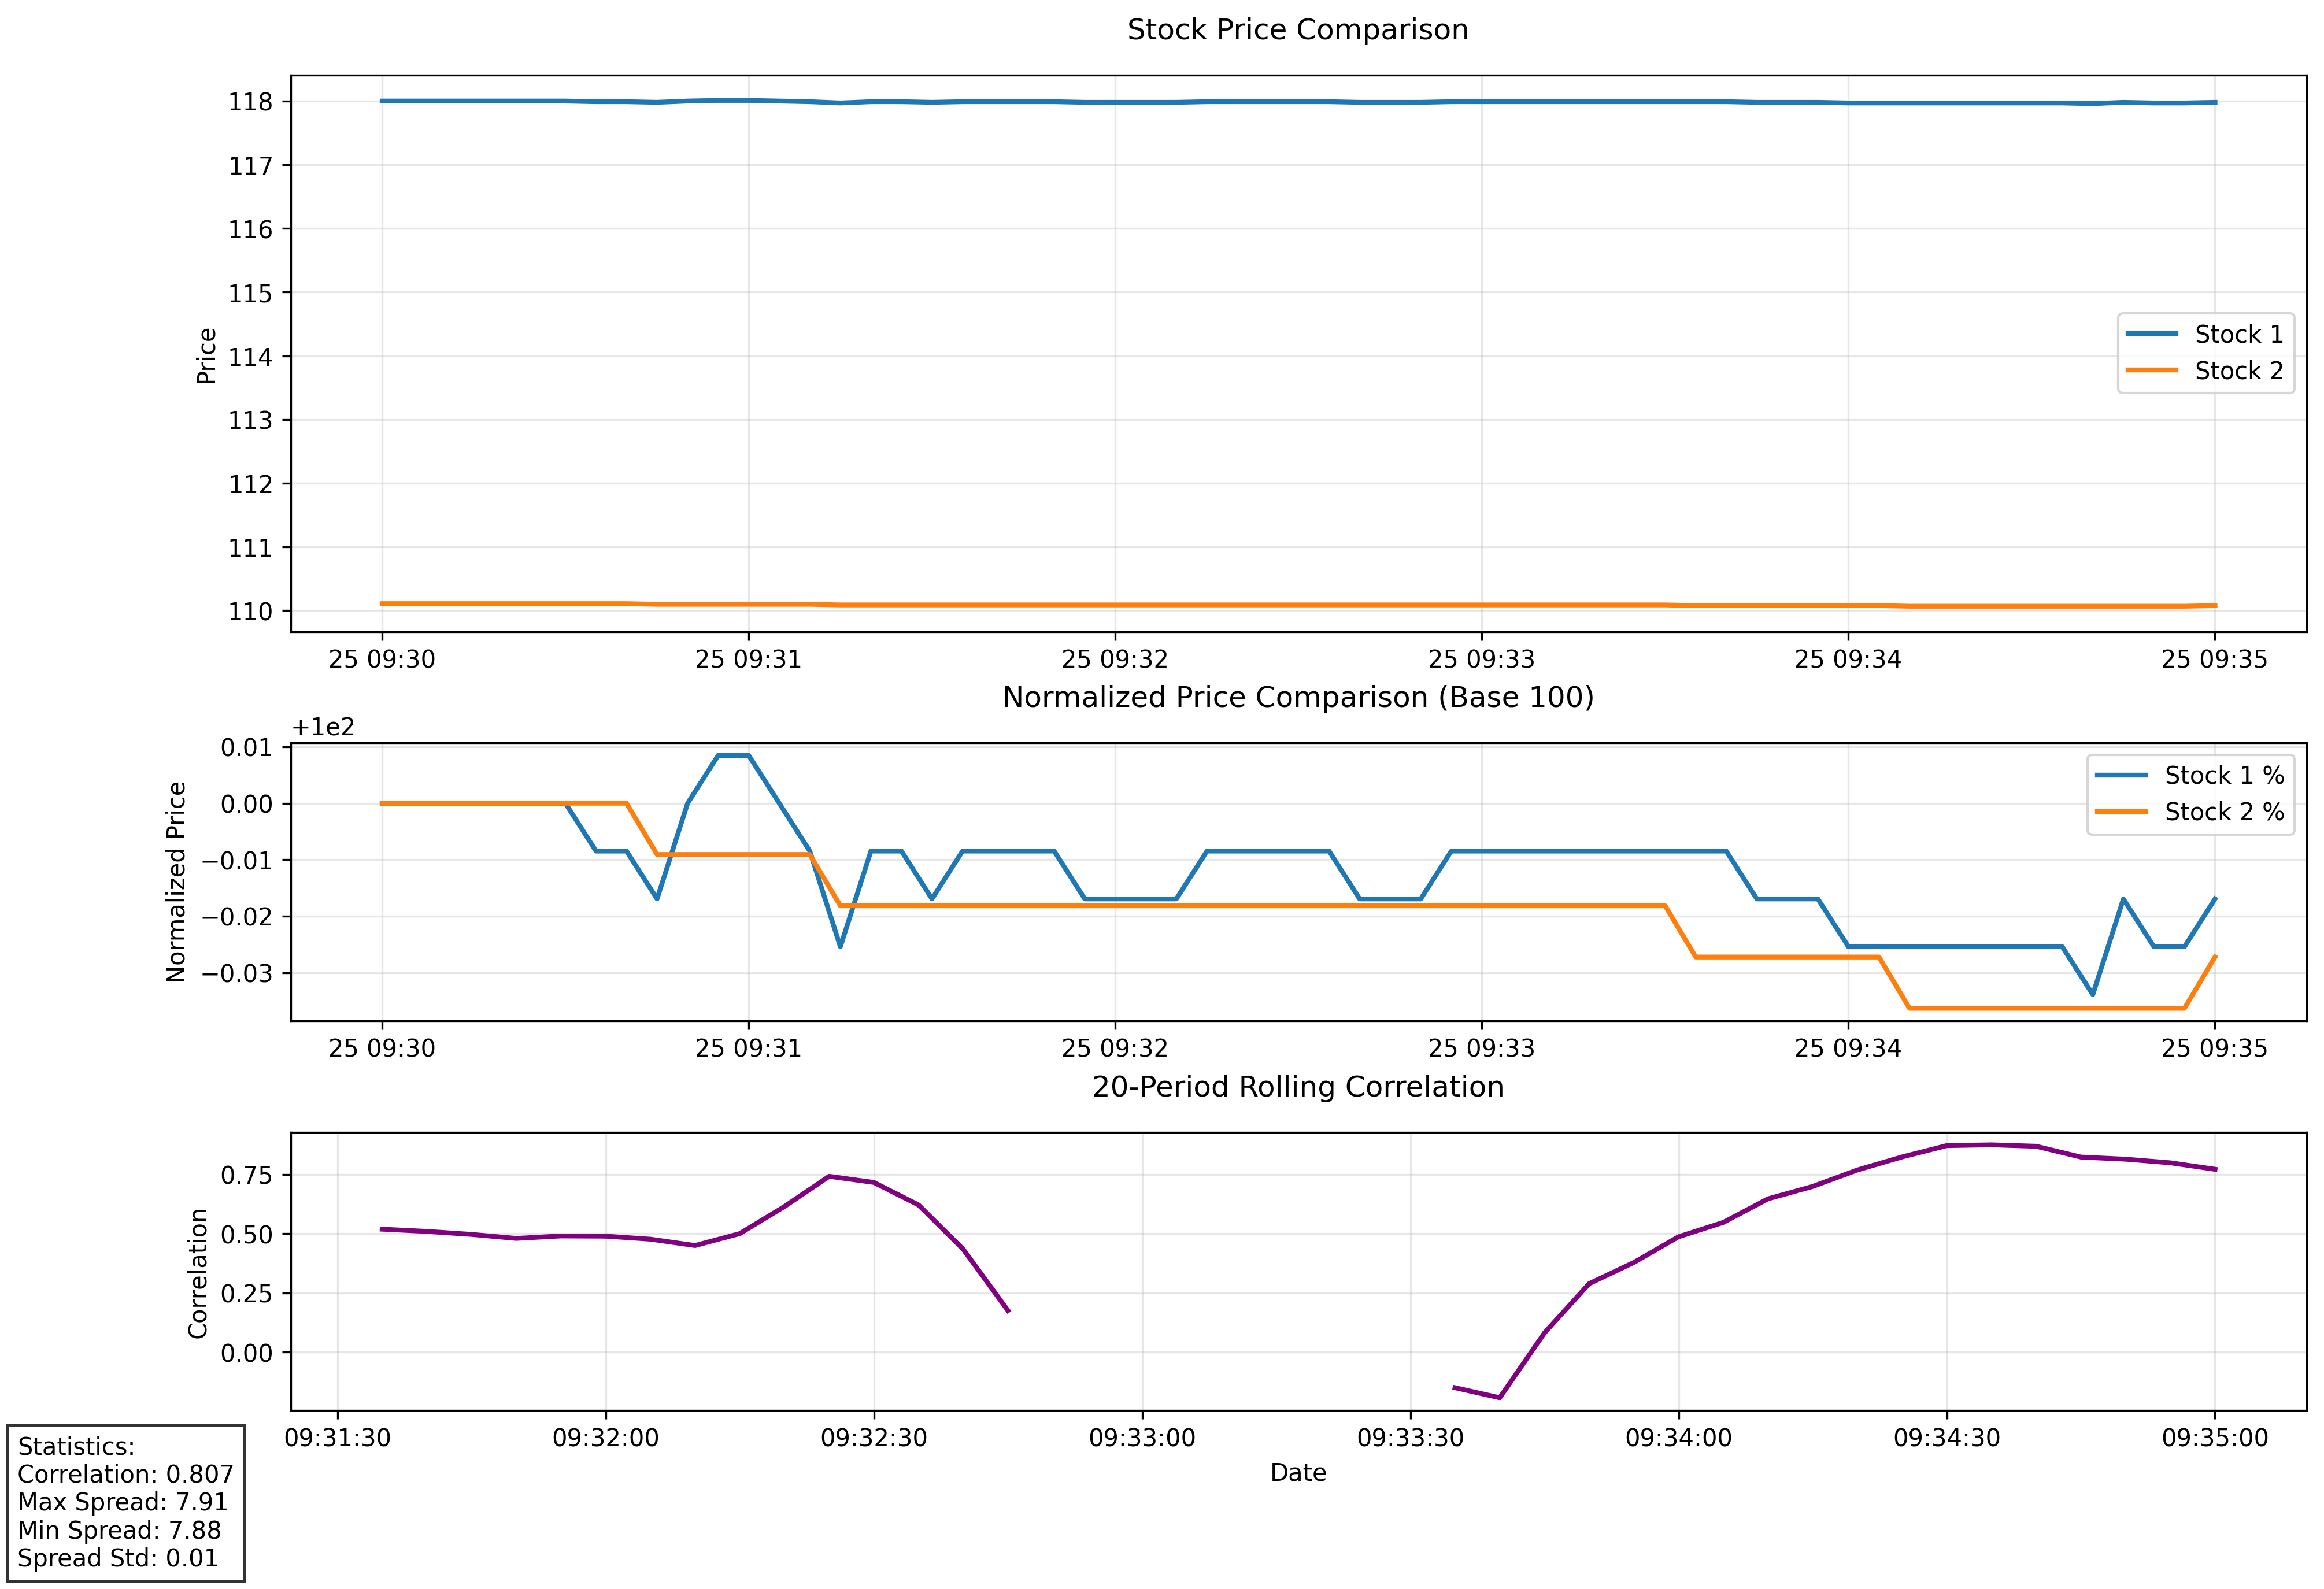 Stock Price Comparison
118
117
116
115
114
113
112
111
110
Price
Stock 1
Stock 2
25 09:30
25 09:31
25 09:32
25 09:33
25 09:34
25 09:35
Normalized Price Comparison (Base 100)
+1e2
0.01
0.00
−0.01
−0.02
−0.03
Normalized Price
Stock 1 %
Stock 2 %
25 09:30
25 09:31
25 09:32
25 09:33
25 09:34
25 09:35
20-Period Rolling Correlation
0.75
0.50
0.25
0.00
Correlation
09:31:30
09:32:00
09:32:30
09:33:00
09:33:30
09:34:00
09:34:30
09:35:00
Date
Statistics:
Correlation: 0.807
Max Spread: 7.91
Min Spread: 7.88
Spread Std: 0.01